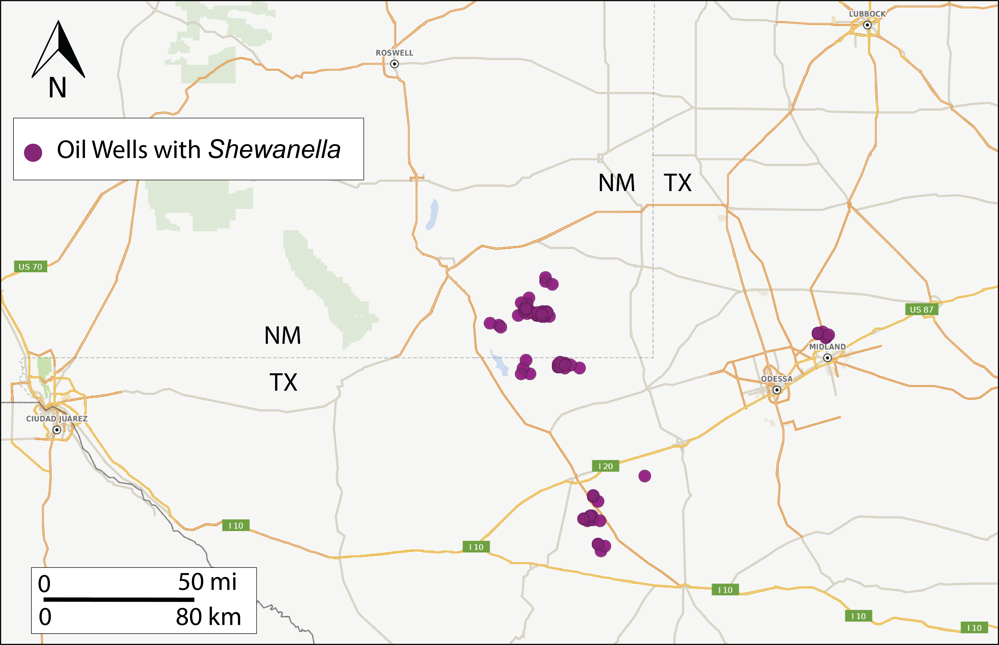 LUBBOCK
ROSWELL
N
Oil Wells with Shewanella
NM TX
US 70
US 87
NM
MIDLAND
TX
ODESSA
CIUDAD JUÁREZ
I 20
I 10
I 10
0 50 mi
I 10
0 80 km
I 10
I 10